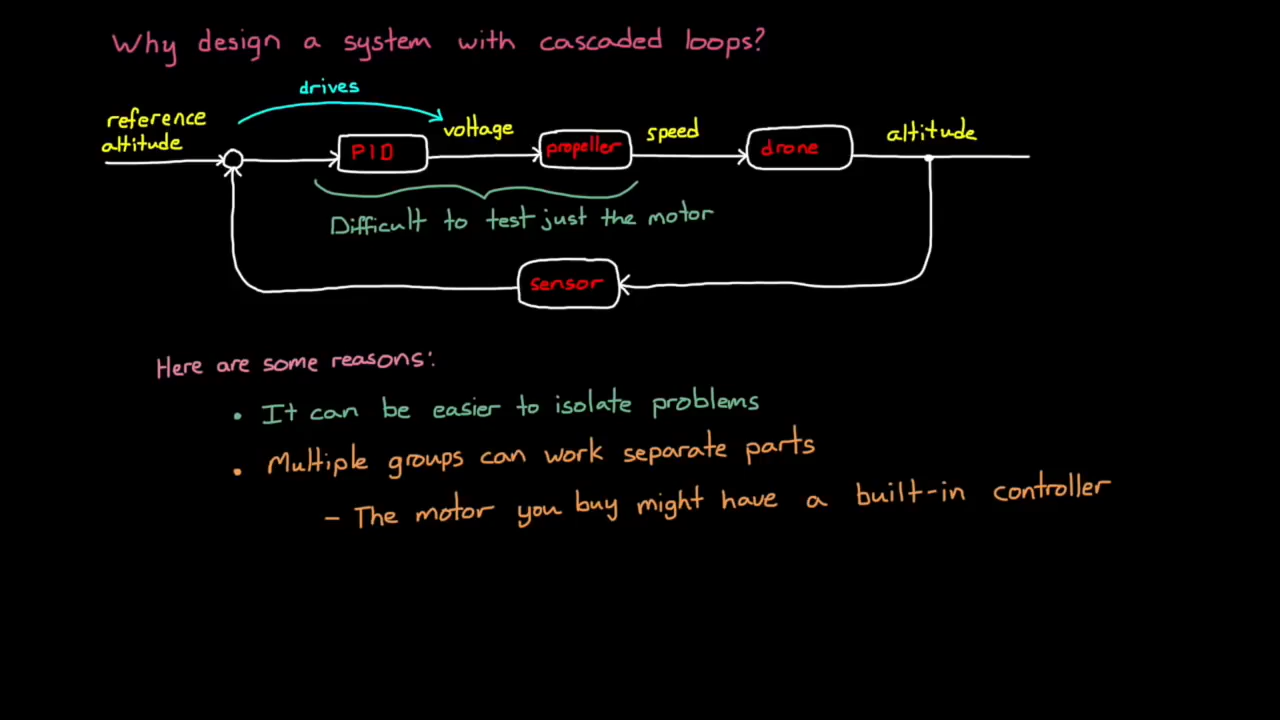 Why design a system with cascaded loops?
drives
reference
altitude
PID
voltage
propeller
speed
drone
altitude
Difficult to test just the motor
sensor
Here are some reasons:
• It can be easier to isolate problems
• Multiple groups can work separate parts
- The motor you buy might have a built-in controller